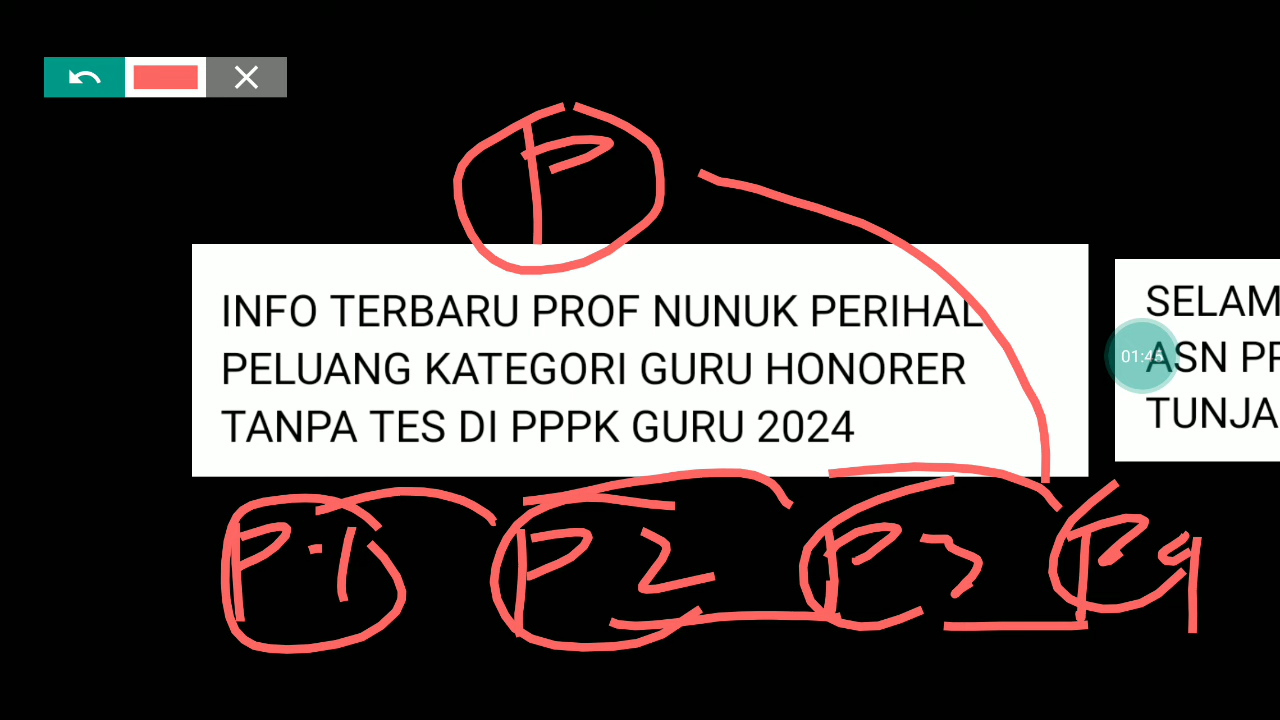 P
INFO TERBARU PROF NUNUK PERIHAL
PELUANG KATEGORI GURU HONORER
TANPA TES DI PPPK GURU 2024
SELAM
ASN PP
TUNJA
01:45
P.1 P2 P3 P4